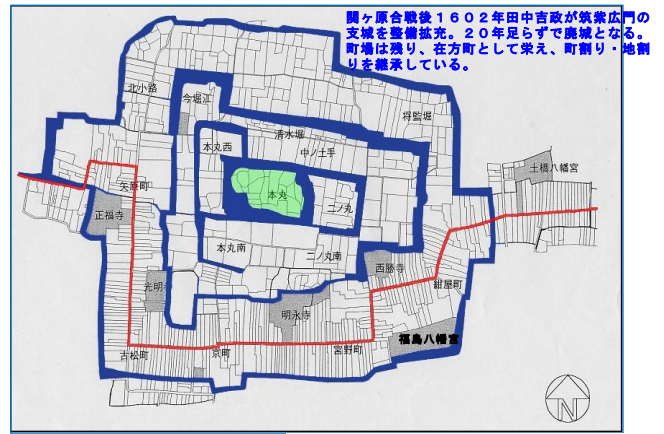 関ヶ原合戦後１６０２年田中吉政が筑紫広門の
支城を整備拡充。２０年足らずで廃城となる。
町場は残り、在方町として栄え、町割り・地割
りを継承している。
北小路
今堀江
将監堀
清水堀
本丸西
中ノ土手
土橋八幡宮
矢原町
本丸
二ノ丸
正福寺
本丸南
二ノ丸南
西勝寺
光明寺
紺屋町
明永寺
福島八幡宮
古松町
京町
宮野町
N